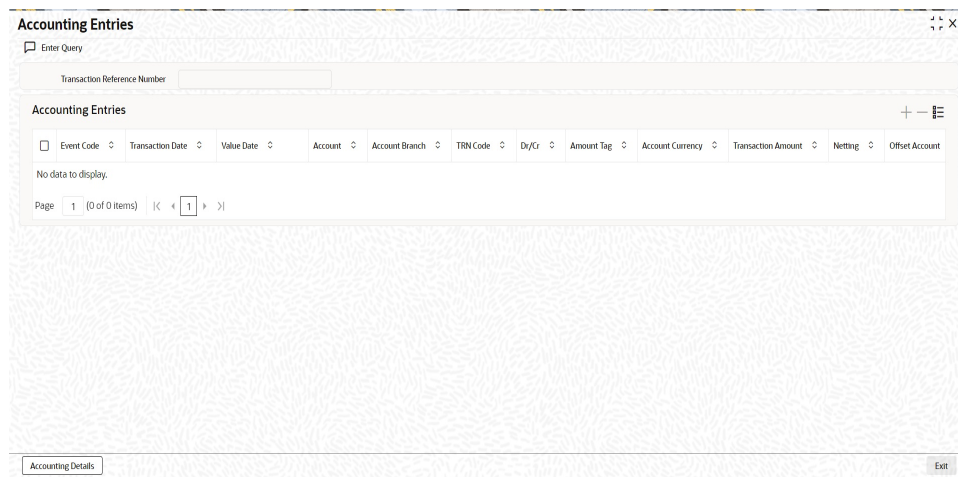 Accounting Entries
Enter Query
Transaction Reference Number
Accounting Entries
Event Code Transaction Date Value Date Account Account Branch TRN Code Dr/Cr Amount Tag Account Currency Transaction Amount Netting Offset Account
No data to display.
Page 1 (0 of 0 items) 1
Accounting Details Exit